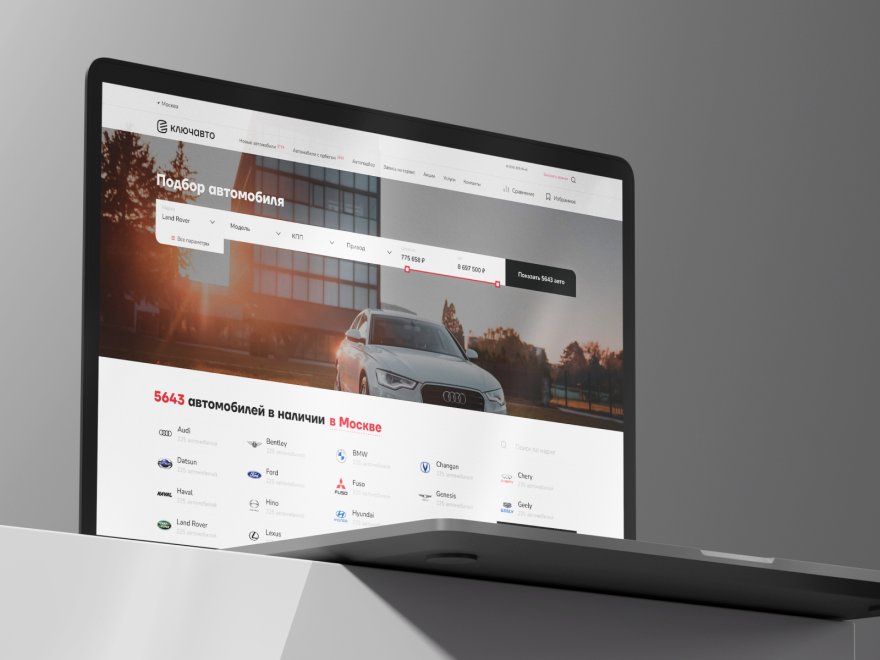 Москва
КЛЮЧАВТО
Новые автомобили
Автомобили с пробегом
Автоподбор
Запись на сервис
Акции
Услуги
Контакты
Заказать звонок
Сравнение
Избранное
Подбор автомобиля
Марка
Land Rover
Модель
КПП
Привод
775 658 ₽
8 697 500 ₽
Показать 5643 авто
Все параметры
5643 автомобилей в наличии в Москве
Поиск по марке
Audi
225 автомобилей
Bentley
225 автомобилей
BMW
225 автомобилей
Changan
225 автомобилей
Chery
225 автомобилей
Datsun
225 автомобилей
Ford
225 автомобилей
Fuso
225 автомобилей
Genesis
225 автомобилей
Geely
225 автомобилей
Haval
225 автомобилей
Hino
225 автомобилей
Hyundai
225 автомобилей
Land Rover
225 автомобилей
Lexus
FUSO
HYUNDAI
HAVAL